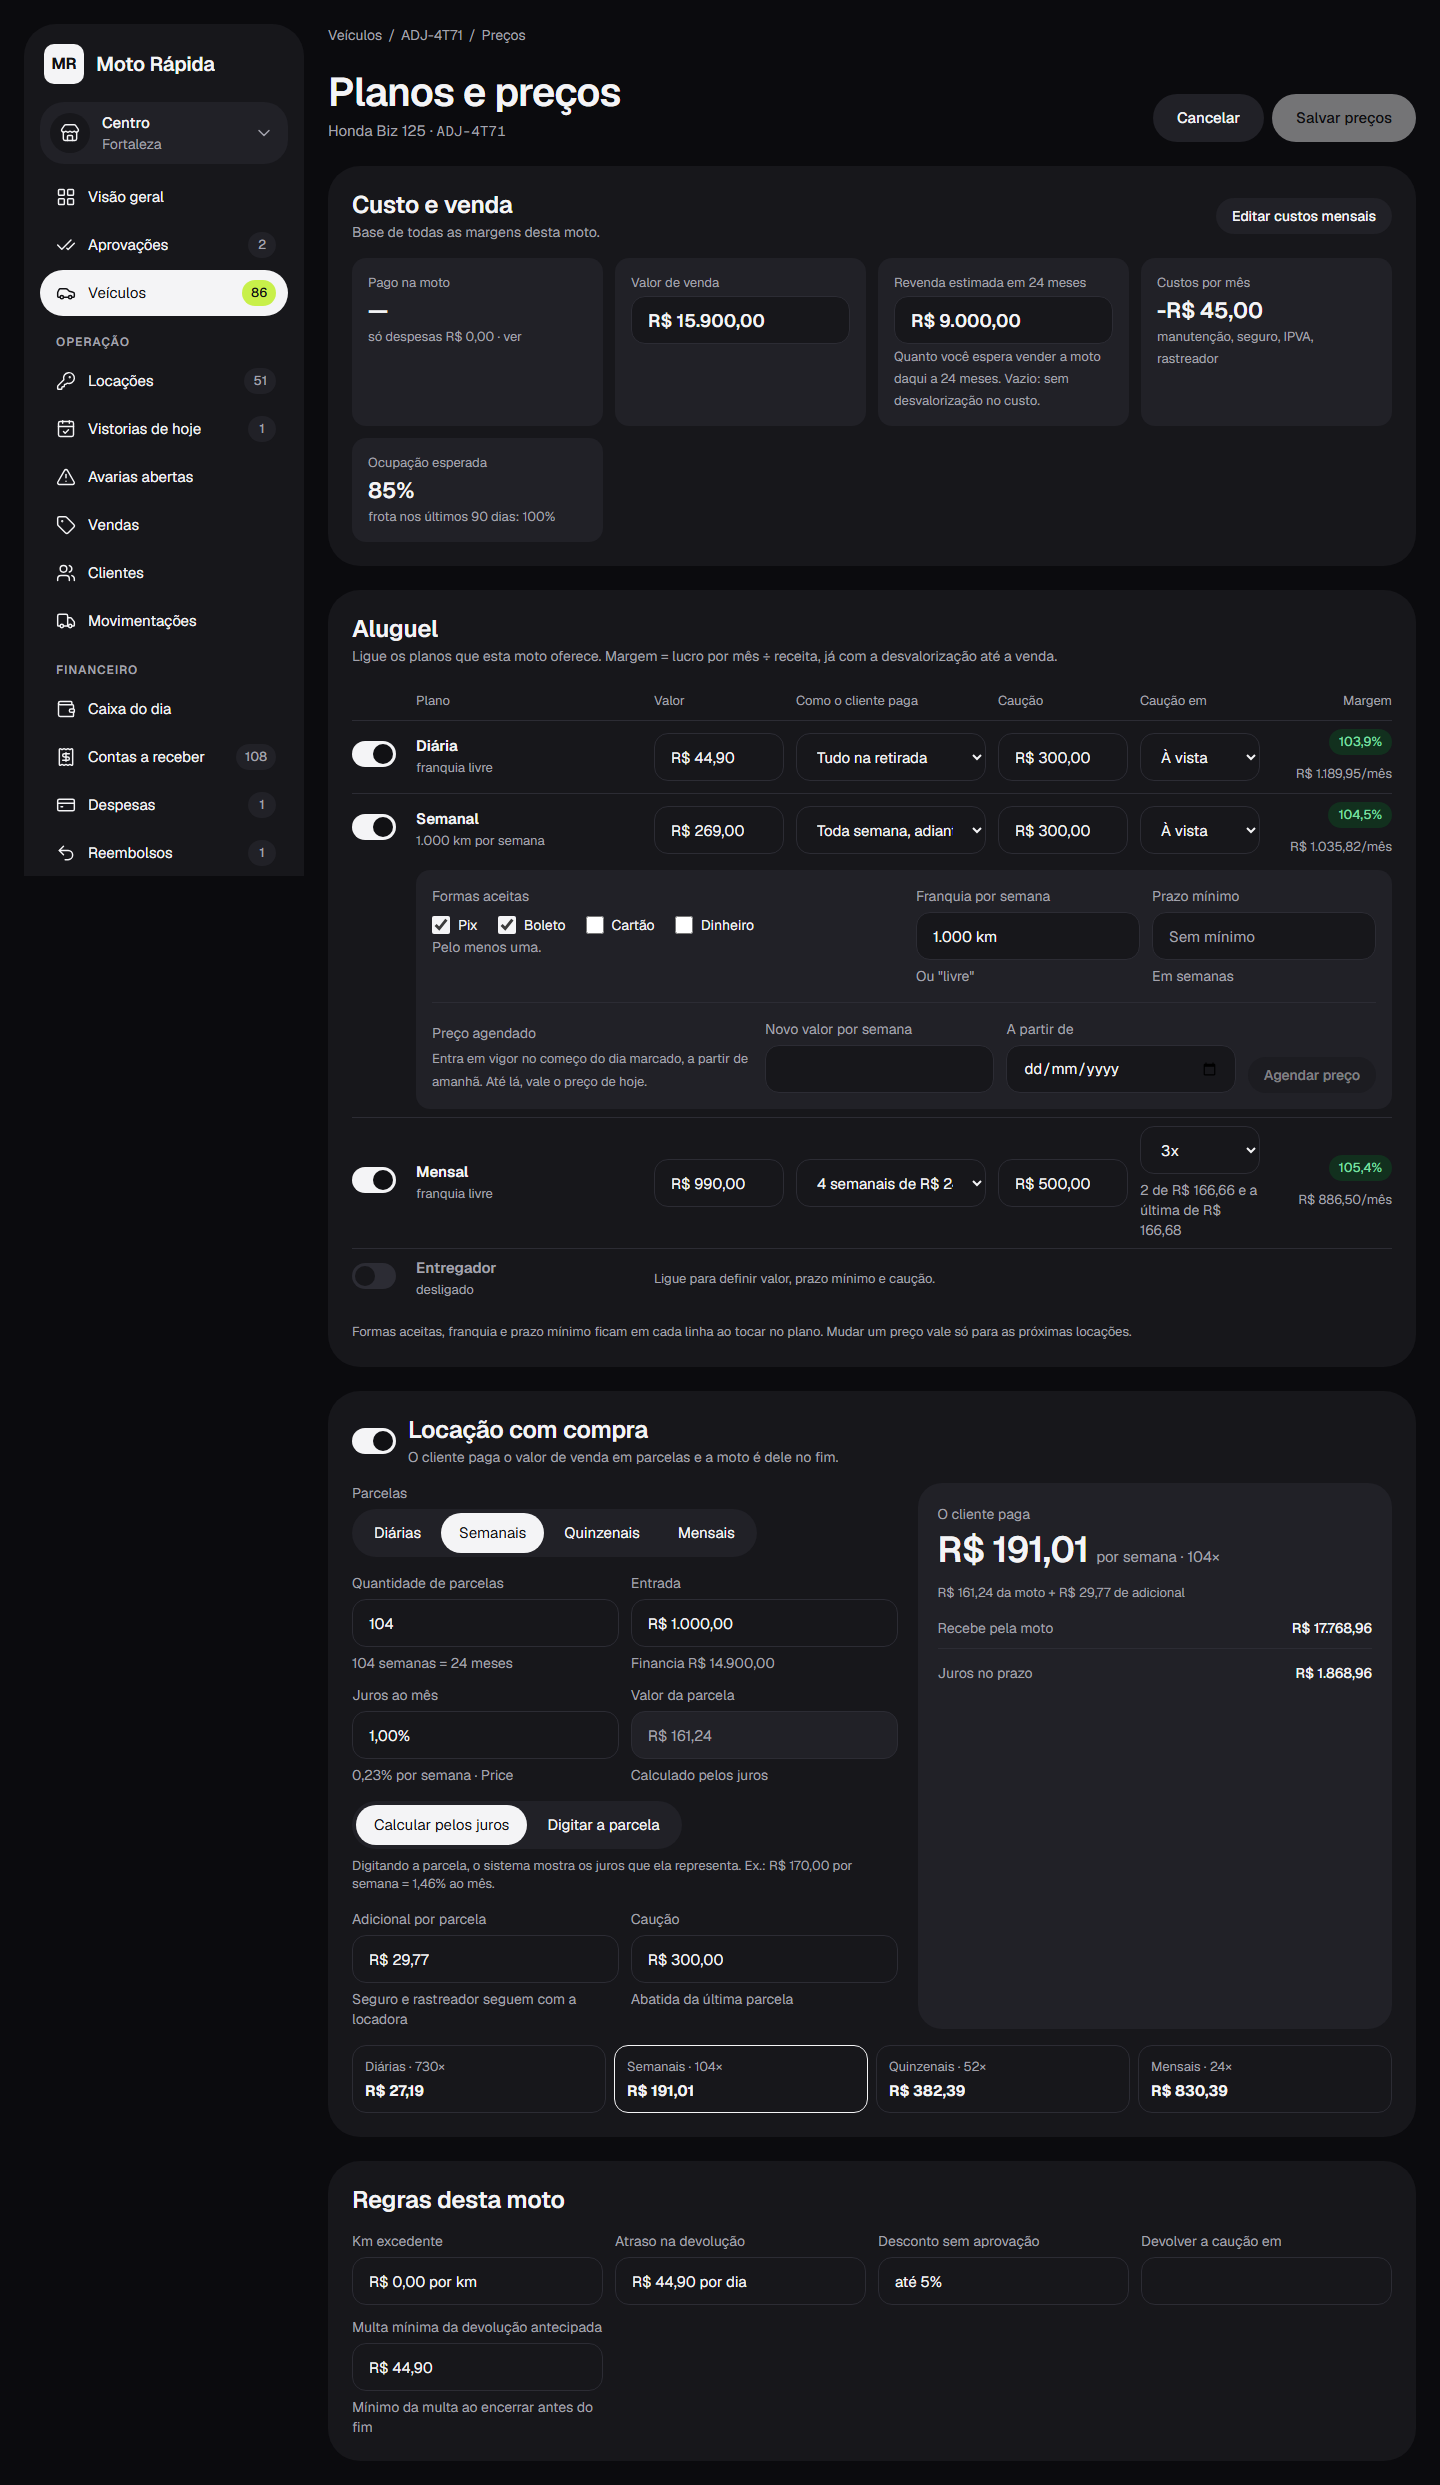 MR Moto Rápida
Centro
Fortaleza
Visão geral
Aprovações 2
Veículos 86
OPERAÇÃO
Locações 51
Vistorias de hoje 1
Avarias abertas
Vendas
Clientes
Movimentações
FINANCEIRO
Caixa do dia
Contas a receber 108
Despesas 1
Reembolsos 1
Veículos / ADJ-4T71 / Preços
Planos e preços
Honda Biz 125 · ADJ-4T71
Cancelar
Salvar preços
Custo e venda
Base de todas as margens desta moto.
Editar custos mensais
Pago na moto
—
só despesas R$ 0,00 · ver
Valor de venda
R$ 15.900,00
Revenda estimada em 24 meses
R$ 9.000,00
Quanto você espera vender a moto
daqui a 24 meses. Vazio: sem
desvalorização no custo.
Custos por mês
-R$ 45,00
manutenção, seguro, IPVA,
rastreador
Ocupação esperada
85%
frota nos últimos 90 dias: 100%
Aluguel
Ligue os planos que esta moto oferece. Margem = lucro por mês ÷ receita, já com a desvalorização até a venda.
Plano Valor Como o cliente paga Caução Caução em Margem
Diária
franquia livre
R$ 44,90
Tudo na retirada
R$ 300,00
À vista
103,9%
R$ 1.189,95/mês
Semanal
1.000 km por semana
R$ 269,00
Toda semana, adian
R$ 300,00
À vista
104,5%
R$ 1.035,82/mês
Formas aceitas
Pix Boleto Cartão Dinheiro
Pelo menos uma.
Franquia por semana
1.000 km
Ou "livre"
Prazo mínimo
Sem mínimo
Em semanas
Preço agendado
Entra em vigor no começo do dia marcado, a partir de
amanhã. Até lá, vale o preço de hoje.
Novo valor por semana
A partir de
dd/mm/yyyy
Agendar preço
Mensal
franquia livre
R$ 990,00
4 semanais de R$ 2
R$ 500,00
3x
2 de R$ 166,66 e a
última de R$
166,68
105,4%
R$ 886,50/mês
Entregador
desligado
Ligue para definir valor, prazo mínimo e caução.
Formas aceitas, franquia e prazo mínimo ficam em cada linha ao tocar no plano. Mudar um preço vale só para as próximas locações.
Locação com compra
O cliente paga o valor de venda em parcelas e a moto é dele no fim.
Parcelas
Diárias Semanais Quinzenais Mensais
Quantidade de parcelas
104
104 semanas = 24 meses
Entrada
R$ 1.000,00
Financia R$ 14.900,00
Juros ao mês
1,00%
0,23% por semana · Price
Valor da parcela
R$ 161,24
Calculado pelos juros
Calcular pelos juros Digitar a parcela
Digitando a parcela, o sistema mostra os juros que ela representa. Ex.: R$ 170,00 por
semana = 1,46% ao mês.
Adicional por parcela
R$ 29,77
Seguro e rastreador seguem com a
locadora
Caução
R$ 300,00
Abatida da última parcela
O cliente paga
R$ 191,01 por semana · 104×
R$ 161,24 da moto + R$ 29,77 de adicional
Recebe pela moto R$ 17.768,96
Juros no prazo R$ 1.868,96
Diárias · 730×
R$ 27,19
Semanais · 104×
R$ 191,01
Quinzenais · 52×
R$ 382,39
Mensais · 24×
R$ 830,39
Regras desta moto
Km excedente
R$ 0,00 por km
Atraso na devolução
R$ 44,90 por dia
Desconto sem aprovação
até 5%
Devolver a caução em
Multa mínima da devolução antecipada
R$ 44,90
Mínimo da multa ao encerrar antes do
fim